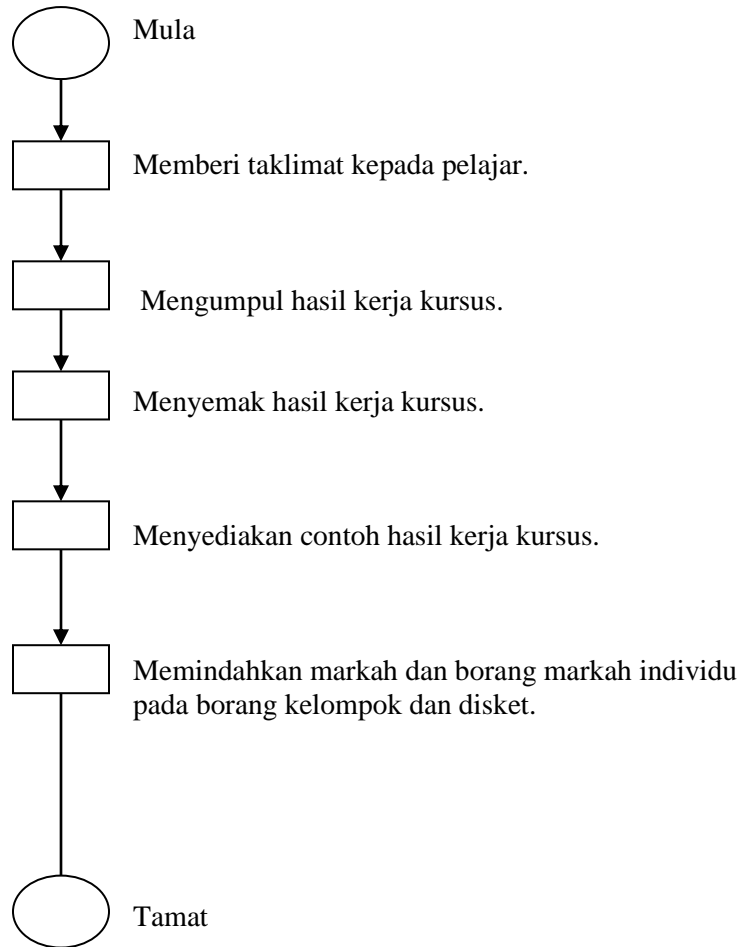 Mula
Memberi taklimat kepada pelajar.
Mengumpul hasil kerja kursus.
Menyemak hasil kerja kursus.
Menyediakan contoh hasil kerja kursus.
Memindahkan markah dan borang markah individu
pada borang kelompok dan disket.
Tamat